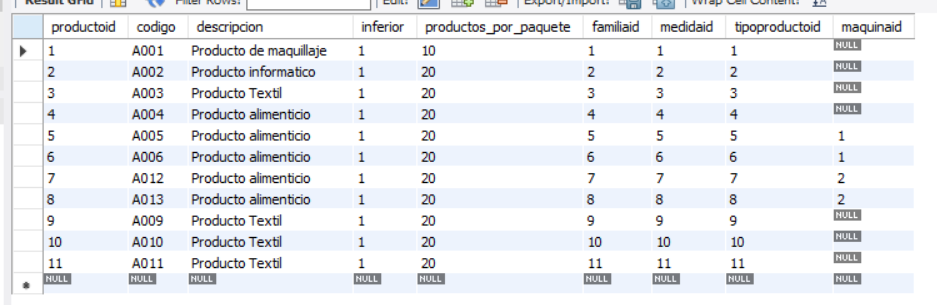 Result Grid Filter Rows: Edit: Export/Import: Wrap Cell Content: IA
productoid codigo descripcion inferior productos_por_paquete familiaid medidaid tipoproductoid maquinaid
1 A001 Producto de maquillaje 1 10 1 1 1 NULL
2 A002 Producto informatico 1 20 2 2 2 NULL
3 A003 Producto Textil 1 20 3 3 3 NULL
4 A004 Producto alimenticio 1 20 4 4 4 NULL
5 A005 Producto alimenticio 1 20 5 5 5 1
6 A006 Producto alimenticio 1 20 6 6 6 1
7 A012 Producto alimenticio 1 20 7 7 7 2
8 A013 Producto alimenticio 1 20 8 8 8 2
9 A009 Producto Textil 1 20 9 9 9 NULL
10 A010 Producto Textil 1 20 10 10 10 NULL
11 A011 Producto Textil 1 20 11 11 11 NULL
NULL NULL NULL NULL NULL NULL NULL NULL NULL